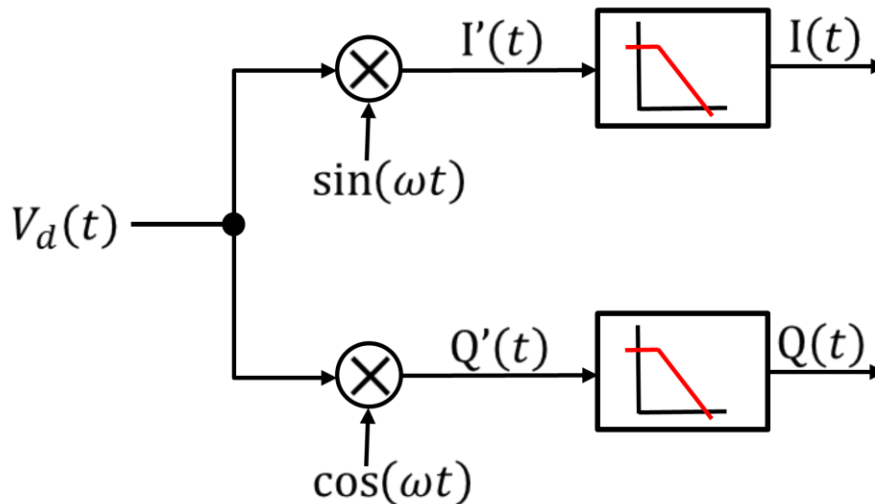 I’(t)
I(t)
sin(ωt)
V_d(t)
Q’(t)
Q(t)
cos(ωt)